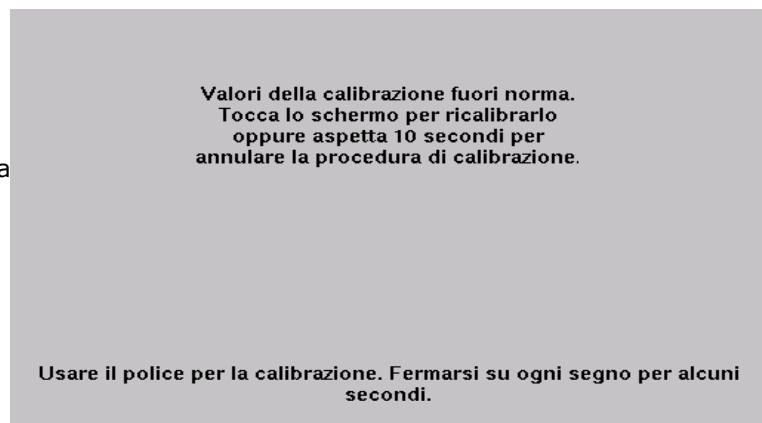 Valori della calibrazione fuori norma.
Tocca lo schermo per ricalibrarlo
oppure aspetta 10 secondi per
annulare la procedura di calibrazione.
a
Usare il police per la calibrazione. Fermarsi su ogni segno per alcuni
secondi.